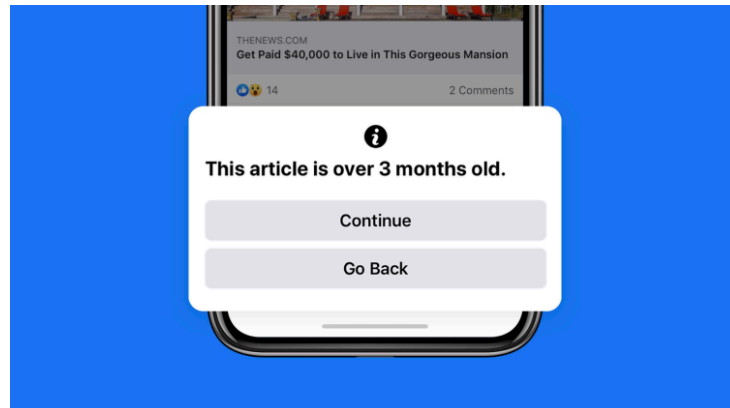 THENEWS.COM
Get Paid $40,000 to Live in This Gorgeous Mansion
14
2 Comments
This article is over 3 months old.
Continue
Go Back